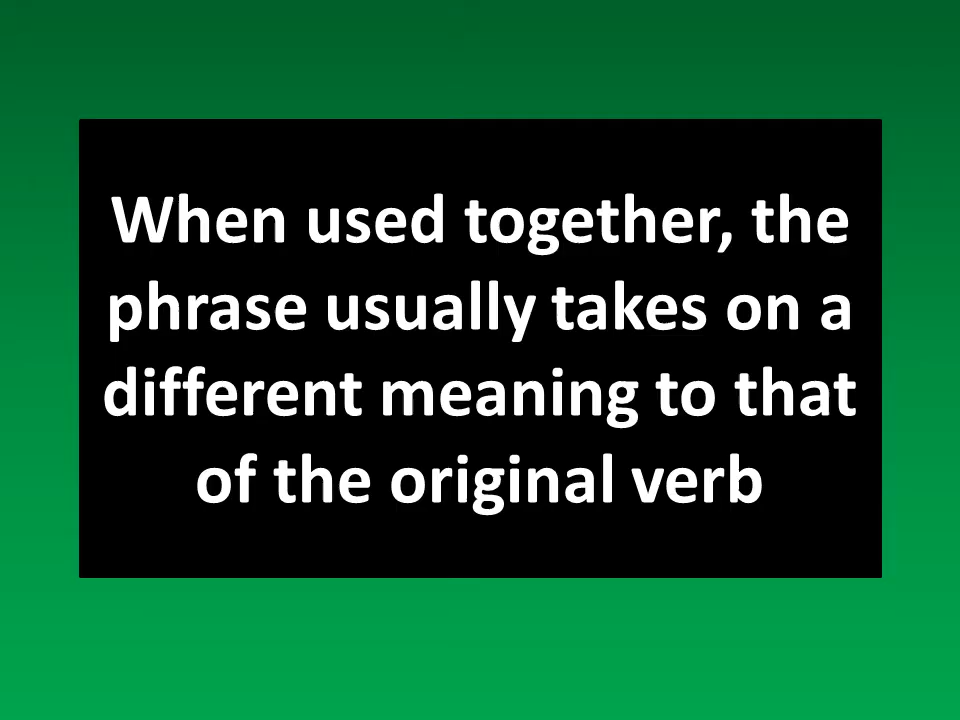 When used together, the
phrase usually takes on a
different meaning to that
of the original verb